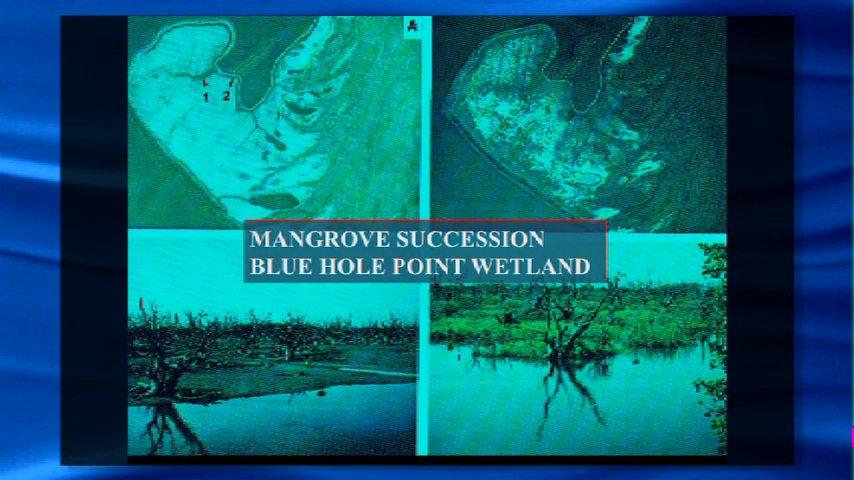 A
1 2
MANGROVE SUCCESSION
BLUE HOLE POINT WETLAND